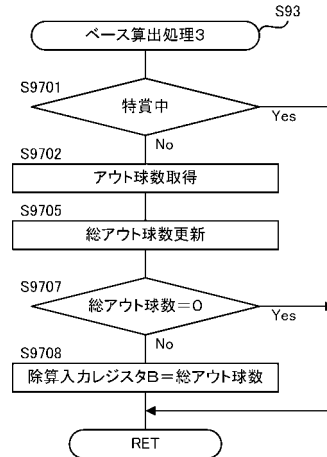 S93
ベース算出処理3
S9701
特賞中
Yes
No
S9702
アウト球数取得
S9705
総アウト球数更新
S9707
総アウト球数=0
Yes
No
S9708
除算入力レジスタB=総アウト球数
RET